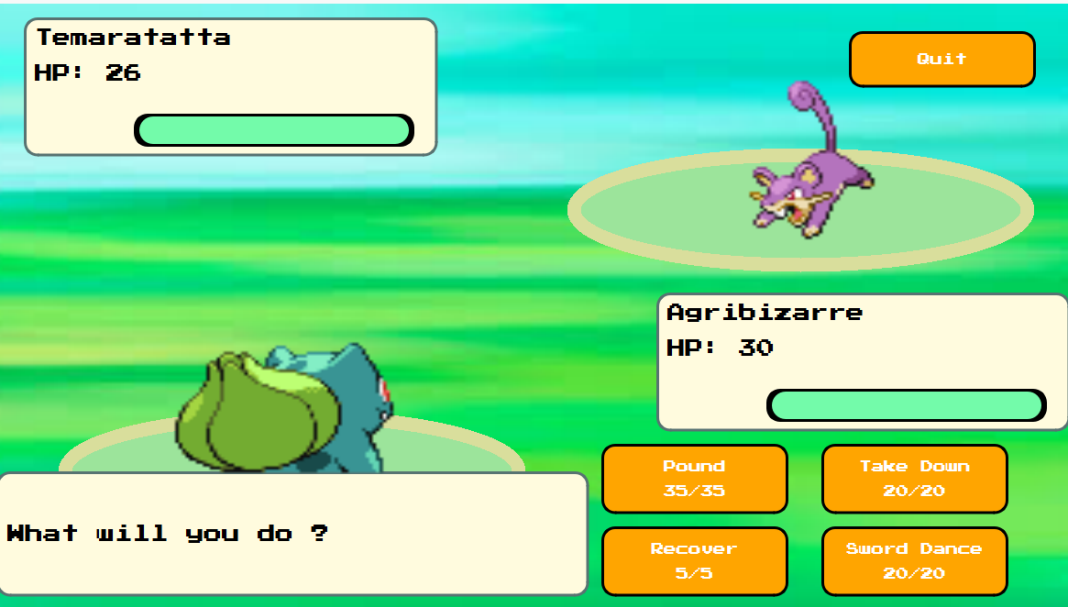 Temaratatta
HP: 26
Quit
Agribizarre
HP: 30
Pound
35/35
Take Down
20/20
What will you do ?
Recover
5/5
Sword Dance
20/20